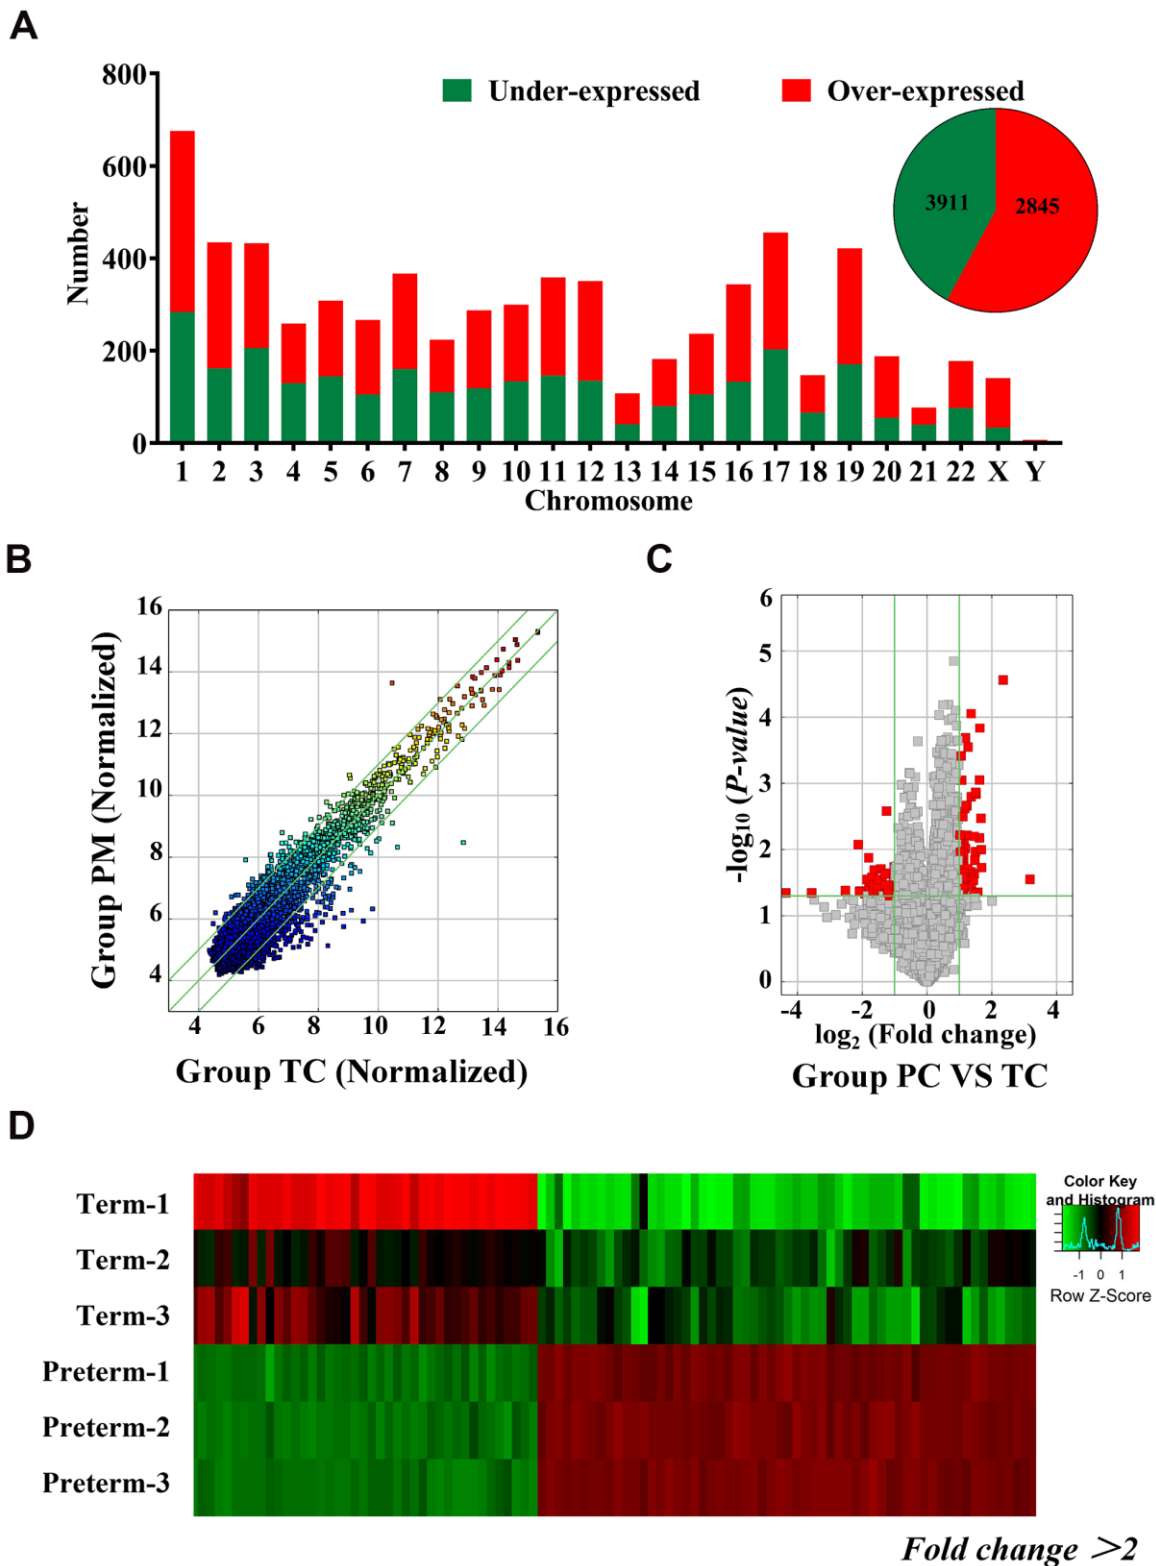 A
Under-expressed
Over-expressed
800
600
400
200
0
Number
3911
2845
1 2 3 4 5 6 7 8 9 10 11 12 13 14 15 16 17 18 19 20 21 22 X Y
Chromosome
B
16
14
12
10
8
6
4
Group PM (Normalized)
4 6 8 10 12 14 16
Group TC (Normalized)
C
6
5
4
3
2
1
0
-log10 (P-value)
-4 -2 0 2 4
log2 (Fold change)
Group PC VS TC
D
Term-1
Term-2
Term-3
Preterm-1
Preterm-2
Preterm-3
Color Key
and Histogram
-1 0 1
Row Z-Score
Fold change >2